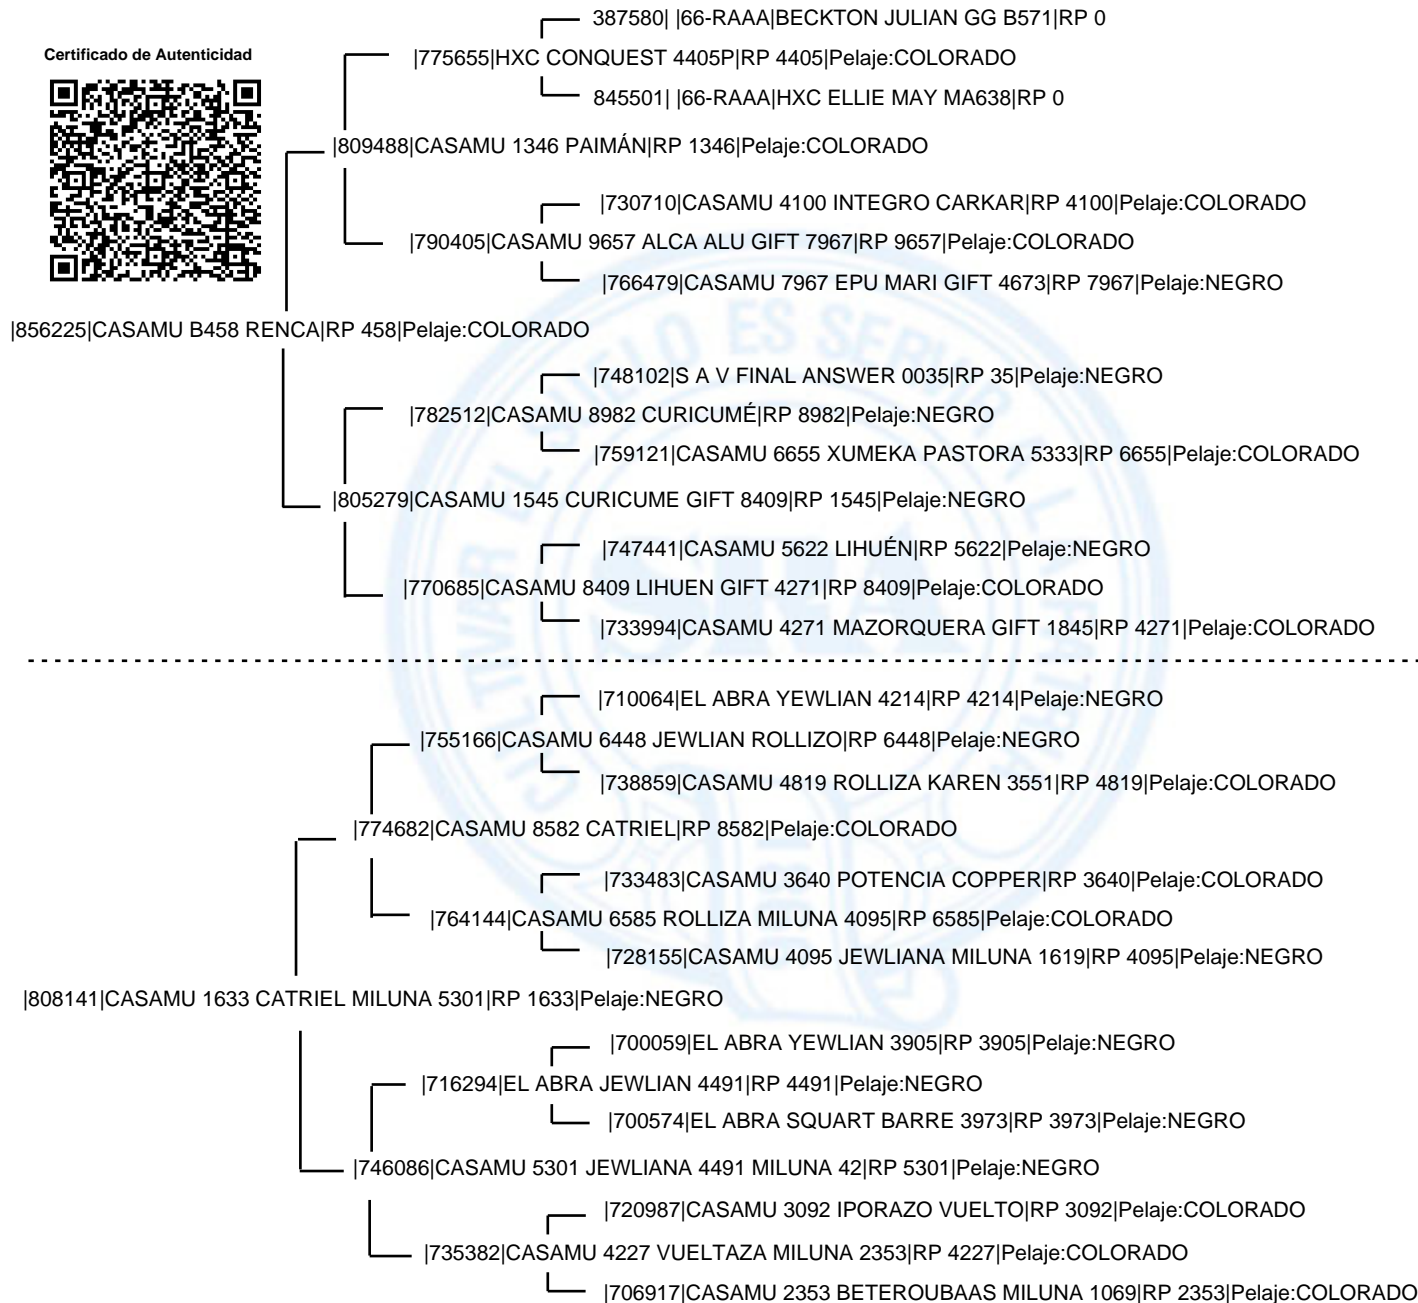 387580| |66-RAAA|BECKTON JULIAN GG B571|RP 0
Certificado de Autenticidad
|775655|HXC CONQUEST 4405P|RP 4405|Pelaje:COLORADO
845501| |66-RAAA|HXC ELLIE MAY MA638|RP 0
|809488|CASAMU 1346 PAIMÁN|RP 1346|Pelaje:COLORADO
|730710|CASAMU 4100 INTEGRO CARKAR|RP 4100|Pelaje:COLORADO
|790405|CASAMU 9657 ALCA ALU GIFT 7967|RP 9657|Pelaje:COLORADO
|766479|CASAMU 7967 EPU MARI GIFT 4673|RP 7967|Pelaje:NEGRO
|856225|CASAMU B458 RENCA|RP 458|Pelaje:COLORADO
|748102|S A V FINAL ANSWER 0035|RP 35|Pelaje:NEGRO
|782512|CASAMU 8982 CURICUMÉ|RP 8982|Pelaje:NEGRO
|759121|CASAMU 6655 XUMEKA PASTORA 5333|RP 6655|Pelaje:COLORADO
|805279|CASAMU 1545 CURICUME GIFT 8409|RP 1545|Pelaje:NEGRO
|747441|CASAMU 5622 LIHUÉN|RP 5622|Pelaje:NEGRO
|770685|CASAMU 8409 LIHUEN GIFT 4271|RP 8409|Pelaje:COLORADO
|733994|CASAMU 4271 MAZORQUERA GIFT 1845|RP 4271|Pelaje:COLORADO
|710064|EL ABRA YEWLIAN 4214|RP 4214|Pelaje:NEGRO
|755166|CASAMU 6448 JEWLIAN ROLLIZO|RP 6448|Pelaje:NEGRO
|738859|CASAMU 4819 ROLLIZA KAREN 3551|RP 4819|Pelaje:COLORADO
|774682|CASAMU 8582 CATRIEL|RP 8582|Pelaje:COLORADO
|733483|CASAMU 3640 POTENCIA COPPER|RP 3640|Pelaje:COLORADO
|764144|CASAMU 6585 ROLLIZA MILUNA 4095|RP 6585|Pelaje:COLORADO
|728155|CASAMU 4095 JEWLIANA MILUNA 1619|RP 4095|Pelaje:NEGRO
|808141|CASAMU 1633 CATRIEL MILUNA 5301|RP 1633|Pelaje:NEGRO
|700059|EL ABRA YEWLIAN 3905|RP 3905|Pelaje:NEGRO
|716294|EL ABRA JEWLIAN 4491|RP 4491|Pelaje:NEGRO
|700574|EL ABRA SQUART BARRE 3973|RP 3973|Pelaje:NEGRO
|746086|CASAMU 5301 JEWLIANA 4491 MILUNA 42|RP 5301|Pelaje:NEGRO
|720987|CASAMU 3092 IPORAZO VUELTO|RP 3092|Pelaje:COLORADO
|735382|CASAMU 4227 VUELTAZA MILUNA 2353|RP 4227|Pelaje:COLORADO
|706917|CASAMU 2353 BETEROUBAAS MILUNA 1069|RP 2353|Pelaje:COLORADO
CULTIVAR EL SUELO ES SERVIR A LA PATRIA
SRA